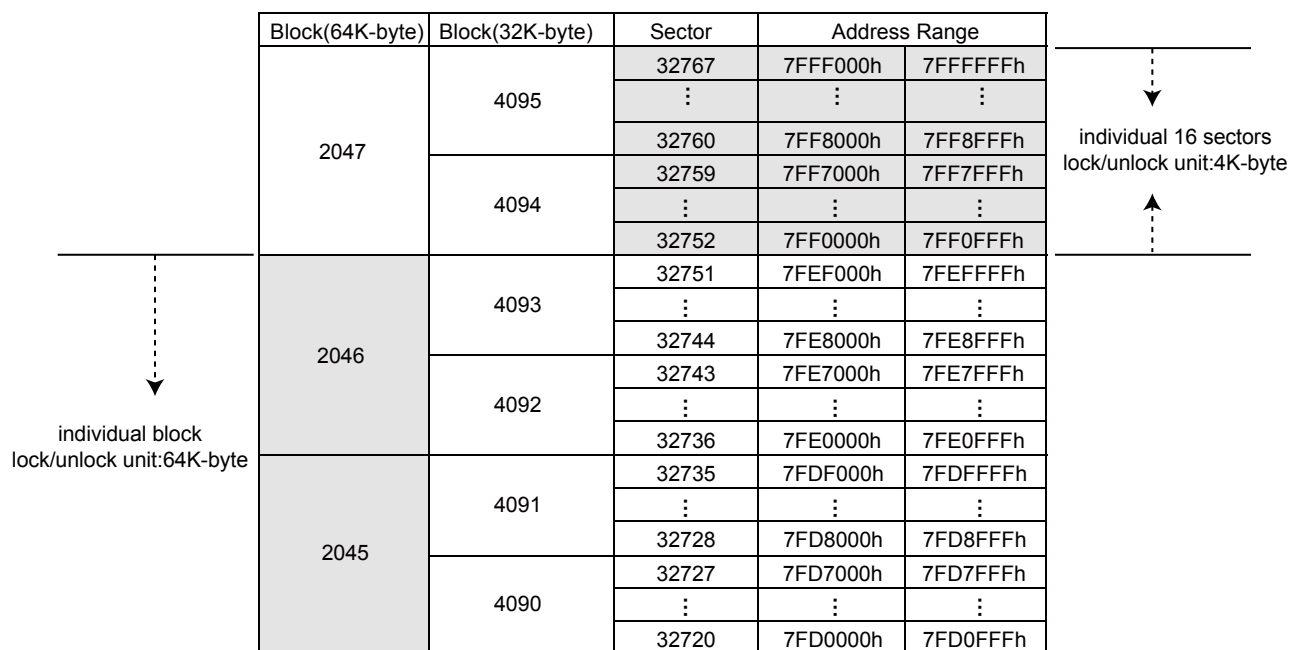 Block(64K-byte) Block(32K-byte) Sector Address Range
32767 7FFF000h 7FFFFFFh
4095 ⋮ ⋮ ⋮
individual 16 sectors
lock/unlock unit:4K-byte
2047 32760 7FF8000h 7FF8FFFh
32759 7FF7000h 7FF7FFFh
4094 ⋮ ⋮ ⋮
32752 7FF0000h 7FF0FFFh
32751 7FEF000h 7FEFFFFh
4093 ⋮ ⋮ ⋮
32744 7FE8000h 7FE8FFFh
2046 32743 7FE7000h 7FE7FFFh
4092 ⋮ ⋮ ⋮
individual block
lock/unlock unit:64K-byte
32736 7FE0000h 7FE0FFFh
32735 7FDF000h 7FDFFFFh
4091 ⋮ ⋮ ⋮
32728 7FD8000h 7FD8FFFh
2045 32727 7FD7000h 7FD7FFFh
4090 ⋮ ⋮ ⋮
32720 7FD0000h 7FD0FFFh